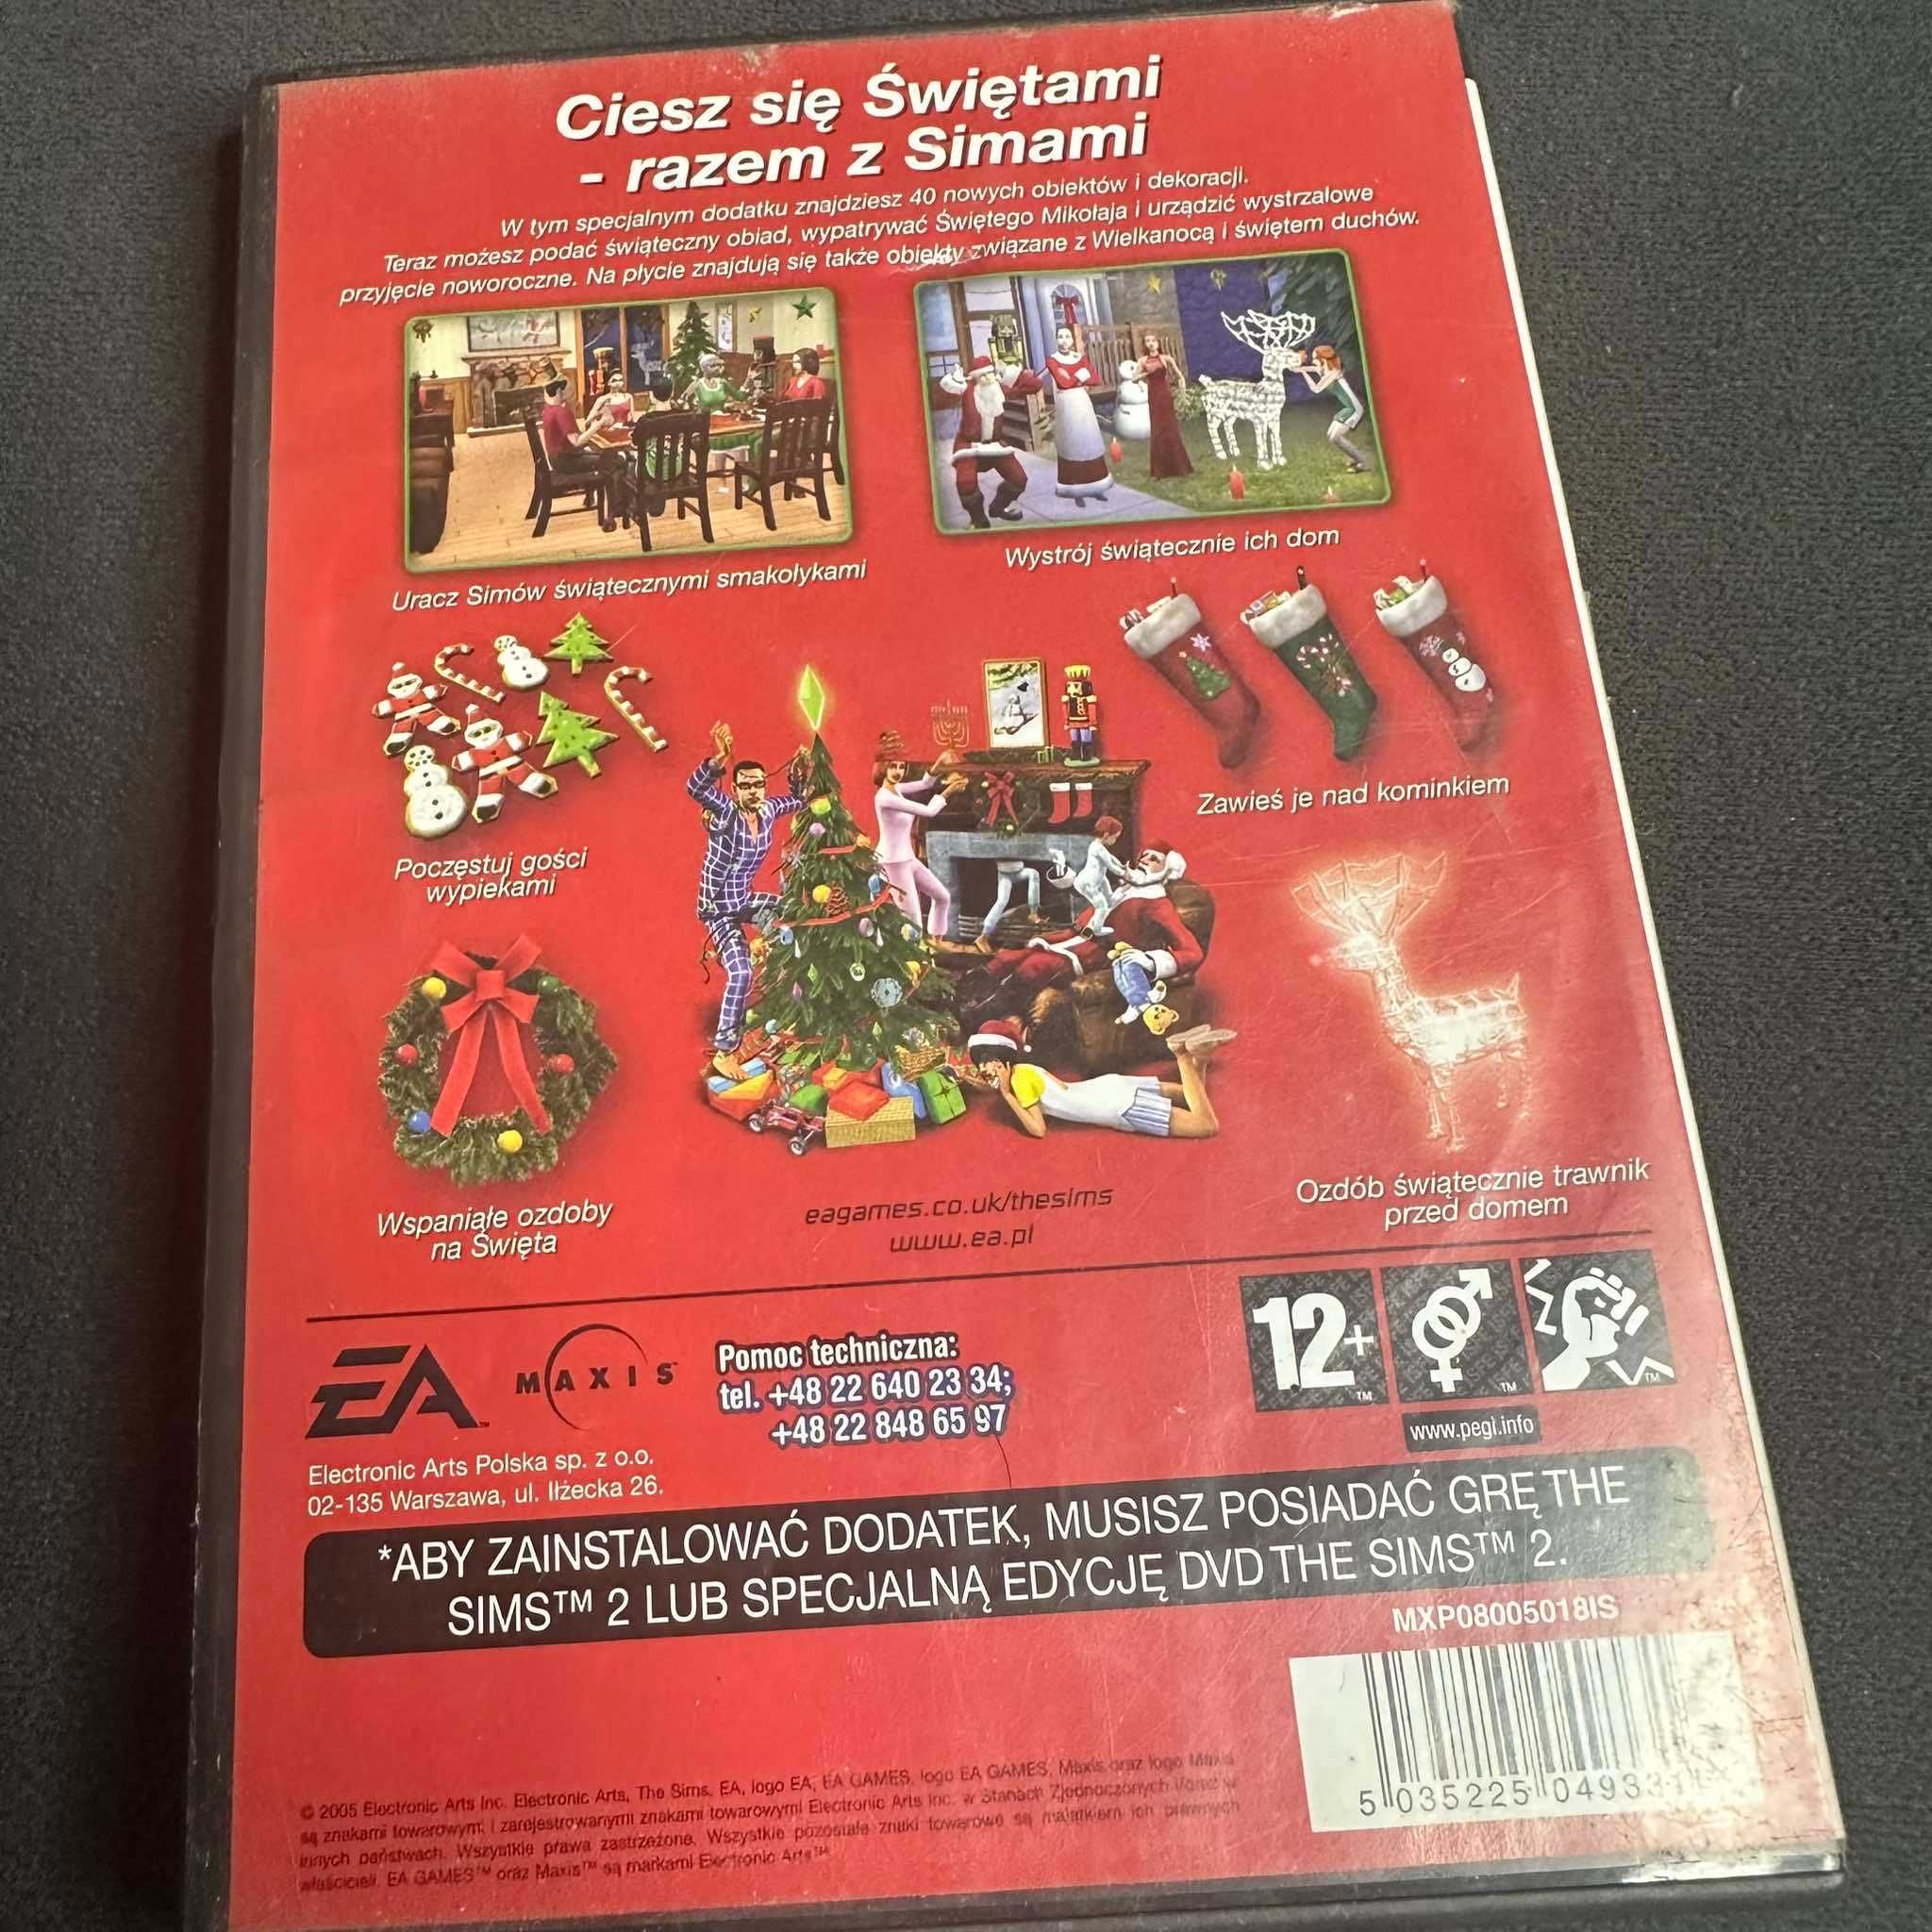 Ciesz się Świętami
- razem z Simami
W tym specjalnym dodatku znajdziesz 40 nowych obiektów i dekoracji.
Teraz możesz podać świąteczny obiad, wypatrywać Świętego Mikołaja i urządzić wystrzałowe
przyjęcie noworoczne. Na płycie znajdują się także obiekty związane z Wielkanocą i świętem duchów.
Uracz Simów świątecznymi smakołykami
Wystrój świątecznie ich dom
Zawieś je nad kominkiem
Poczęstuj gości
wypiekami
Wspaniałe ozdoby
na Święta
eagames.co.uk/thesims
www.ea.pl
Ozdób świątecznie trawnik
przed domem
EA™
MAXIS™
Pomoc techniczna:
tel. +48 22 640 23 34;
+48 22 848 65 97
12+ ™
™
™
www.pegi.info
Electronic Arts Polska sp. z o.o.
02-135 Warszawa, ul. Iłżecka 26.
*ABY ZAINSTALOWAĆ DODATEK, MUSISZ POSIADAĆ GRĘ THE
SIMS™ 2 LUB SPECJALNĄ EDYCJĘ DVD THE SIMS™ 2.
MXP08005018IS
5 035225 0493
© 2005 Electronic Arts Inc. Electronic Arts, The Sims, EA, logo EA, EA GAMES, logo EA GAMES, Maxis oraz logo Maxis
są znakami towarowymi i zarejestrowanymi znakami towarowymi Electronic Arts Inc. w Stanach Zjednoczonych i/oraz w
innych państwach. Wszystkie prawa zastrzeżone. Wszystkie pozostałe znaki towarowe są majątkiem ich prawnych
właścicieli. EA GAMES™ oraz Maxis™ są markami Electronic Arts™